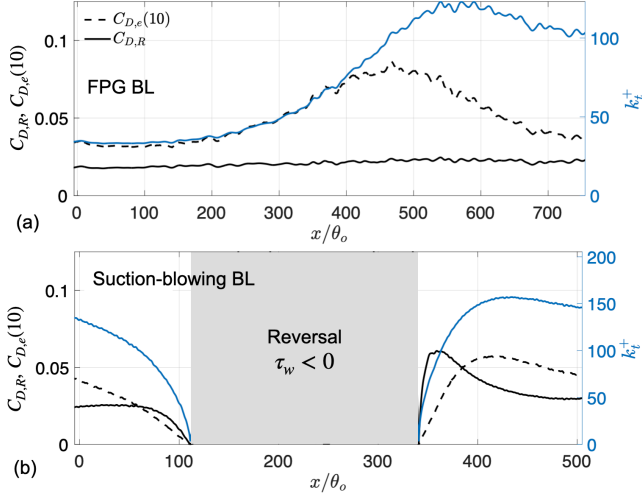 C_{D,e}(10)
C_{D,R}
FPG BL
C_{D,R}, C_{D,e}(10)
0.1
0.05
0
100
50
0
k_t^+
0 100 200 300 400 500 600 700
x/θ_o
(a)
Suction-blowing BL
Reversal
τ_w < 0
C_{D,R}, C_{D,e}(10)
0.1
0.05
0
200
150
100
50
0
k_t^+
0 100 200 300 400 500
x/θ_o
(b)